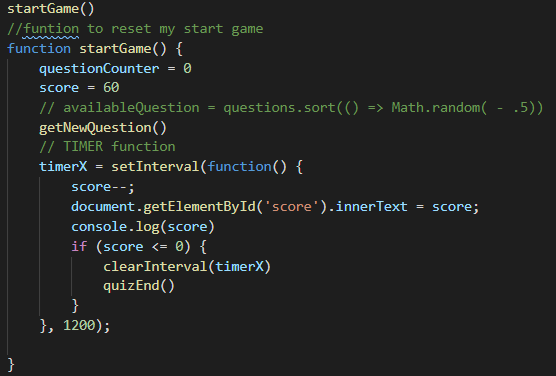 startGame()
//funtion to reset my start game
function startGame() {
questionCounter = 0
score = 60
// availableQuestion = questions.sort(() => Math.random( - .5))
getNewQuestion()
// TIMER function
timerX = setInterval(function() {
score--;
document.getElementById('score').innerText = score;
console.log(score)
if (score <= 0) {
clearInterval(timerX)
quizEnd()
}
}, 1200);
}